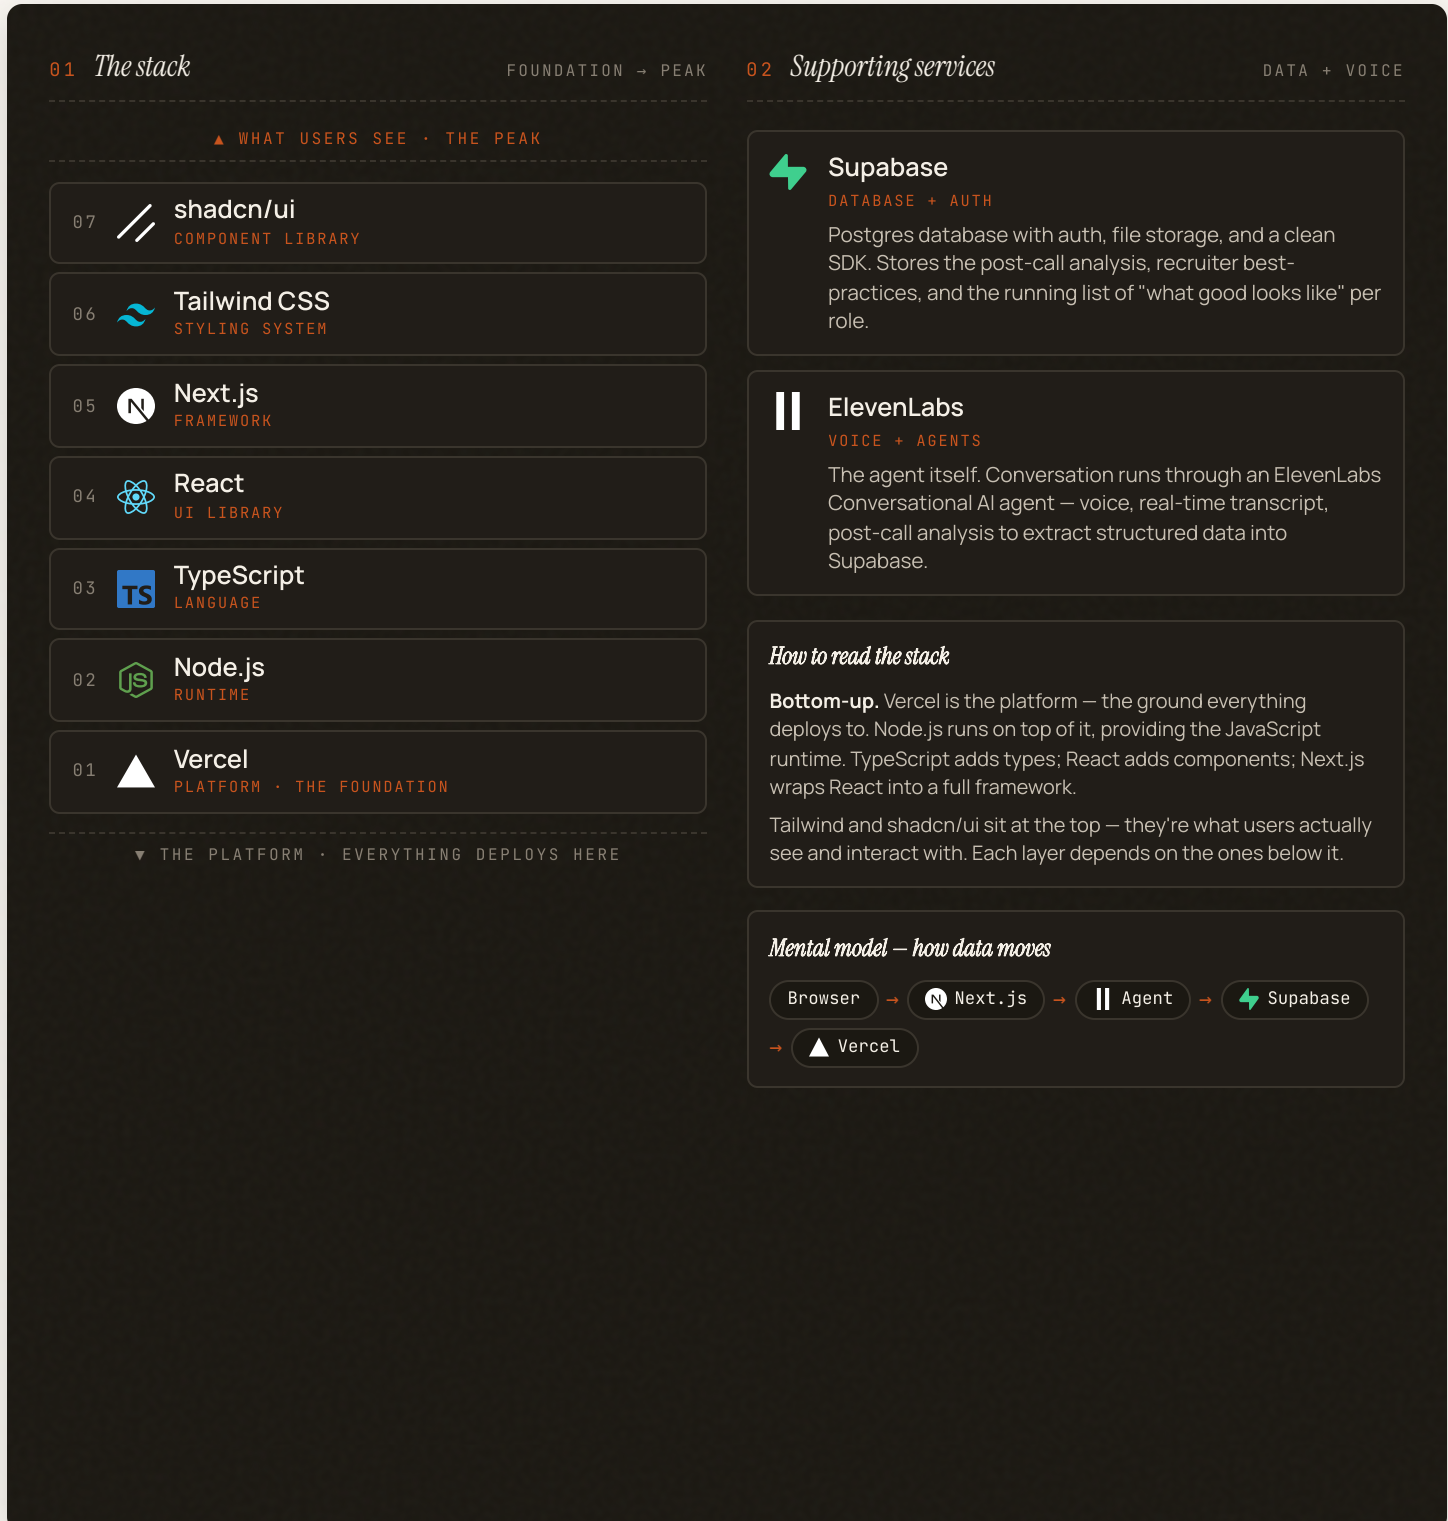 01 The stack FOUNDATION → PEAK
▲ WHAT USERS SEE · THE PEAK
07 shadcn/ui
COMPONENT LIBRARY
06 Tailwind CSS
STYLING SYSTEM
05 Next.js
FRAMEWORK
04 React
UI LIBRARY
03 TS TypeScript
LANGUAGE
02 Node.js
RUNTIME
01 Vercel
PLATFORM · THE FOUNDATION
▼ THE PLATFORM · EVERYTHING DEPLOYS HERE
02 Supporting services DATA + VOICE
Supabase
DATABASE + AUTH
Postgres database with auth, file storage, and a clean
SDK. Stores the post-call analysis, recruiter best-
practices, and the running list of "what good looks like" per
role.
ElevenLabs
VOICE + AGENTS
The agent itself. Conversation runs through an ElevenLabs
Conversational AI agent — voice, real-time transcript,
post-call analysis to extract structured data into
Supabase.
How to read the stack
Bottom-up. Vercel is the platform — the ground everything
deploys to. Node.js runs on top of it, providing the JavaScript
runtime. TypeScript adds types; React adds components; Next.js
wraps React into a full framework.
Tailwind and shadcn/ui sit at the top — they're what users actually
see and interact with. Each layer depends on the ones below it.
Mental model — how data moves
Browser → Next.js → Agent → Supabase
→ Vercel